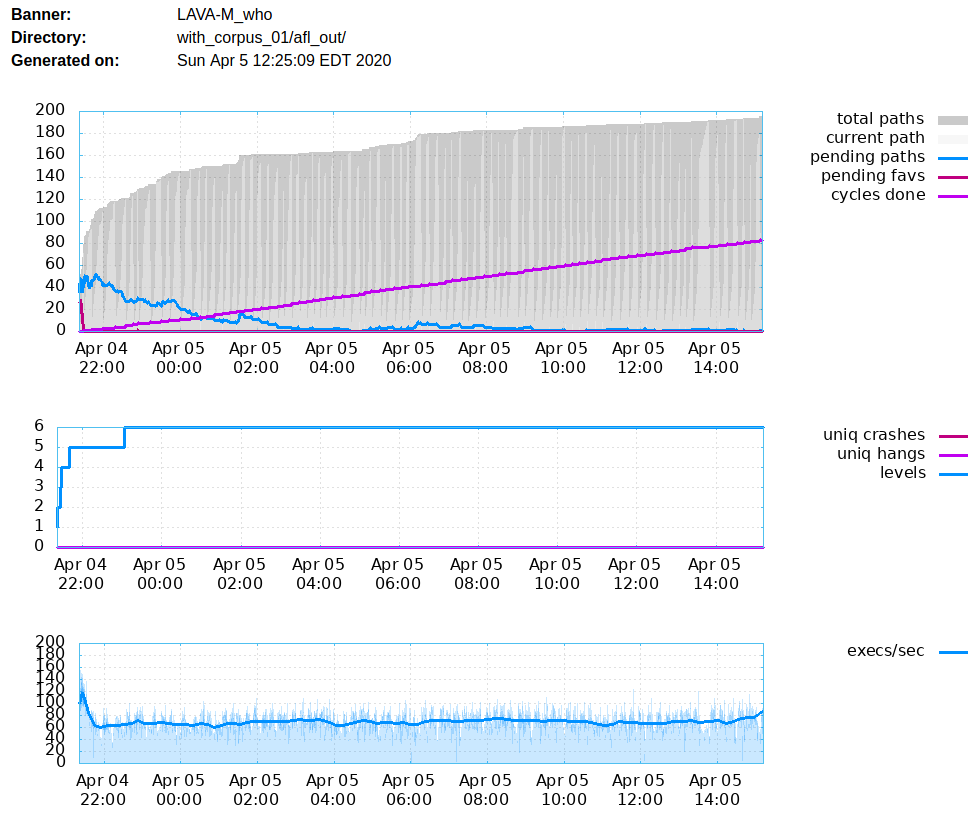 Banner: LAVA-M_who
Directory: with_corpus_01/afl_out/
Generated on: Sun Apr 5 12:25:09 EDT 2020
200
180
160
140
120
100
80
60
40
20
0
Apr 04 Apr 05 Apr 05 Apr 05 Apr 05 Apr 05 Apr 05 Apr 05 Apr 05
22:00 00:00 02:00 04:00 06:00 08:00 10:00 12:00 14:00
total paths
current path
pending paths
pending favs
cycles done
6
5
4
3
2
1
0
Apr 04 Apr 05 Apr 05 Apr 05 Apr 05 Apr 05 Apr 05 Apr 05 Apr 05
22:00 00:00 02:00 04:00 06:00 08:00 10:00 12:00 14:00
uniq crashes
uniq hangs
levels
200
180
160
140
120
100
80
60
40
20
0
Apr 04 Apr 05 Apr 05 Apr 05 Apr 05 Apr 05 Apr 05 Apr 05 Apr 05
22:00 00:00 02:00 04:00 06:00 08:00 10:00 12:00 14:00
execs/sec